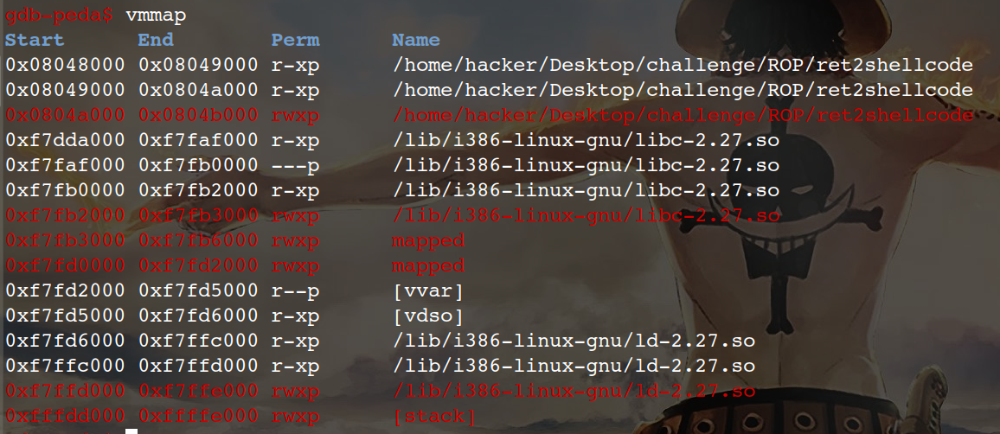 gdb-peda$ vmmap
Start End Perm Name
0x08048000 0x08049000 r-xp /home/hacker/Desktop/challenge/ROP/ret2shellcode
0x08049000 0x0804a000 r-xp /home/hacker/Desktop/challenge/ROP/ret2shellcode
0x0804a000 0x0804b000 rwxp /home/hacker/Desktop/challenge/ROP/ret2shellcode
0xf7dda000 0xf7faf000 r-xp /lib/i386-linux-gnu/libc-2.27.so
0xf7faf000 0xf7fb0000 ---p /lib/i386-linux-gnu/libc-2.27.so
0xf7fb0000 0xf7fb2000 r-xp /lib/i386-linux-gnu/libc-2.27.so
0xf7fb2000 0xf7fb3000 rwxp /lib/i386-linux-gnu/libc-2.27.so
0xf7fb3000 0xf7fb6000 rwxp mapped
0xf7fd0000 0xf7fd2000 rwxp mapped
0xf7fd2000 0xf7fd5000 r--p [vvar]
0xf7fd5000 0xf7fd6000 r-xp [vdso]
0xf7fd6000 0xf7ffc000 r-xp /lib/i386-linux-gnu/ld-2.27.so
0xf7ffc000 0xf7ffd000 r-xp /lib/i386-linux-gnu/ld-2.27.so
0xf7ffd000 0xf7ffe000 rwxp /lib/i386-linux-gnu/ld-2.27.so
0xfffdd000 0xffffe000 rwxp [stack]